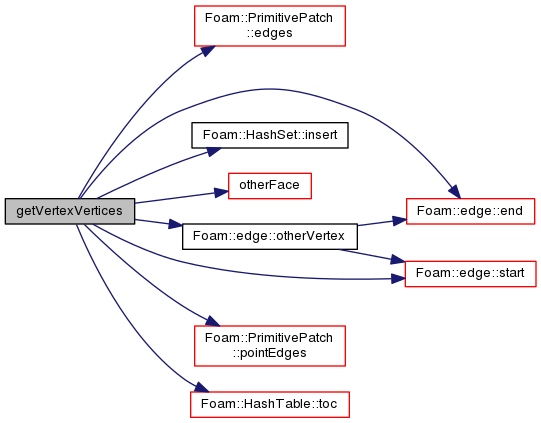 Foam::PrimitivePatch
::edges
Foam::HashSet::insert
otherFace
getVertexVertices
Foam::edge::otherVertex
Foam::edge::end
Foam::edge::start
Foam::PrimitivePatch
::pointEdges
Foam::HashTable::toc